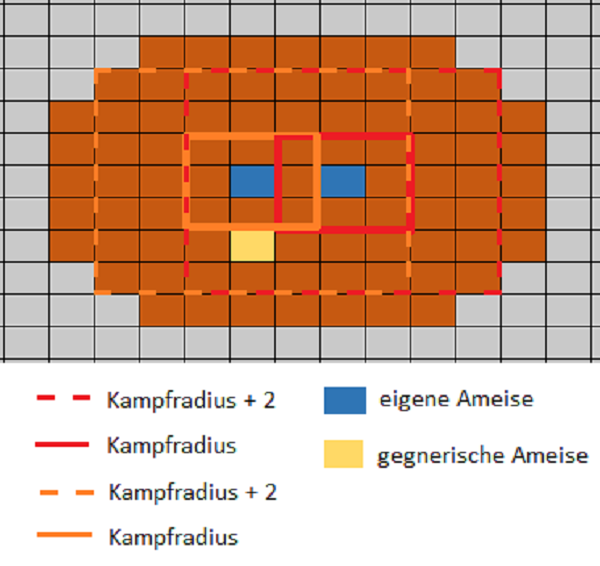 Kampfradius + 2
Kampfradius
Kampfradius + 2
Kampfradius
eigene Ameise
gegnerische Ameise